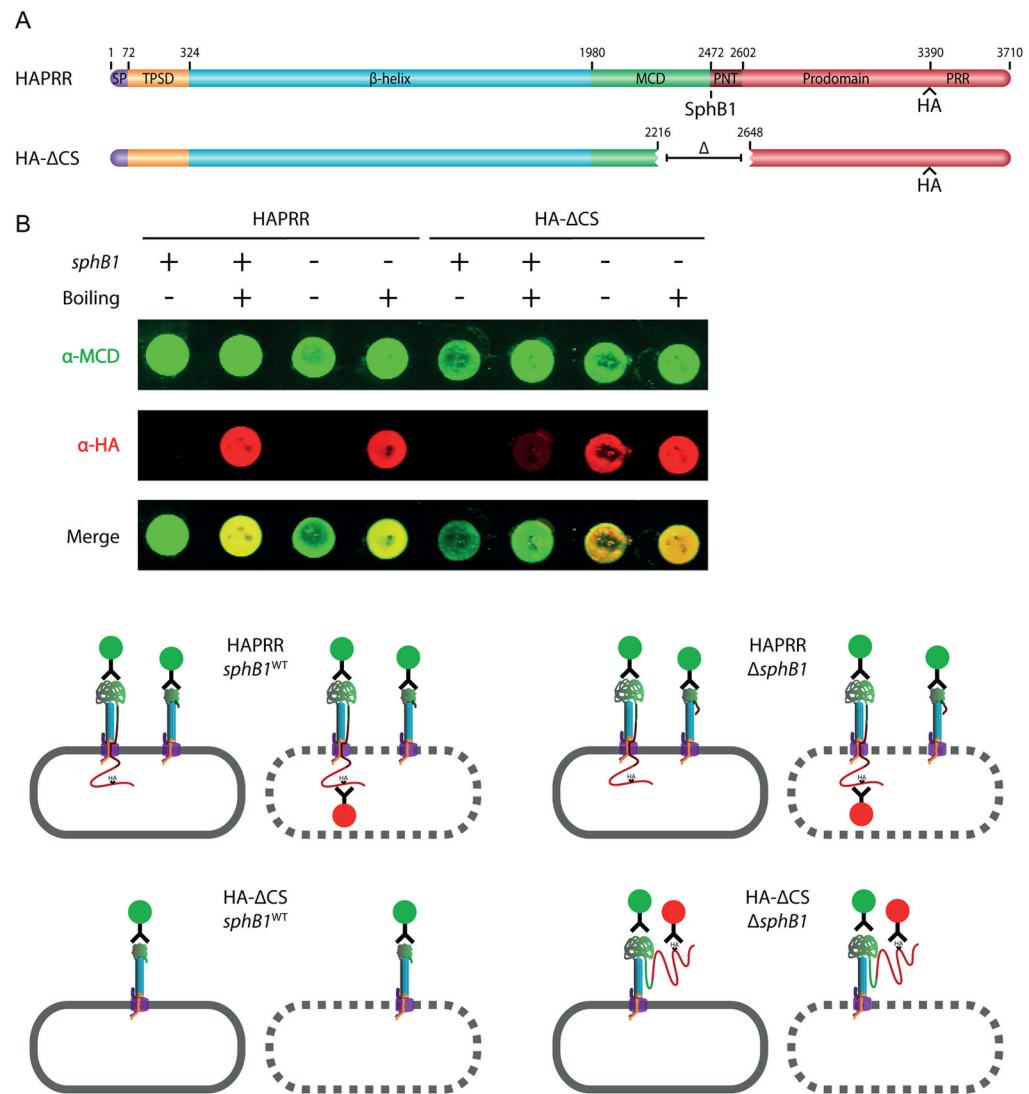 A
1 72 324 1980 2472 2602 3390 3710
HAPRR SP TPSD β-helix MCD PNT Prodomain PRR
SphB1 HA
2216 2648
HA-ΔCS Δ
HA
B
HAPRR HA-ΔCS
sphB1 + + - - + + - -
Boiling - + - + - + - +
α-MCD
α-HA
Merge
HAPRR HAPRR
sphB1WT ΔsphB1
HA HA HA HA
HA-ΔCS HA-ΔCS
sphB1WT ΔsphB1
HA HA